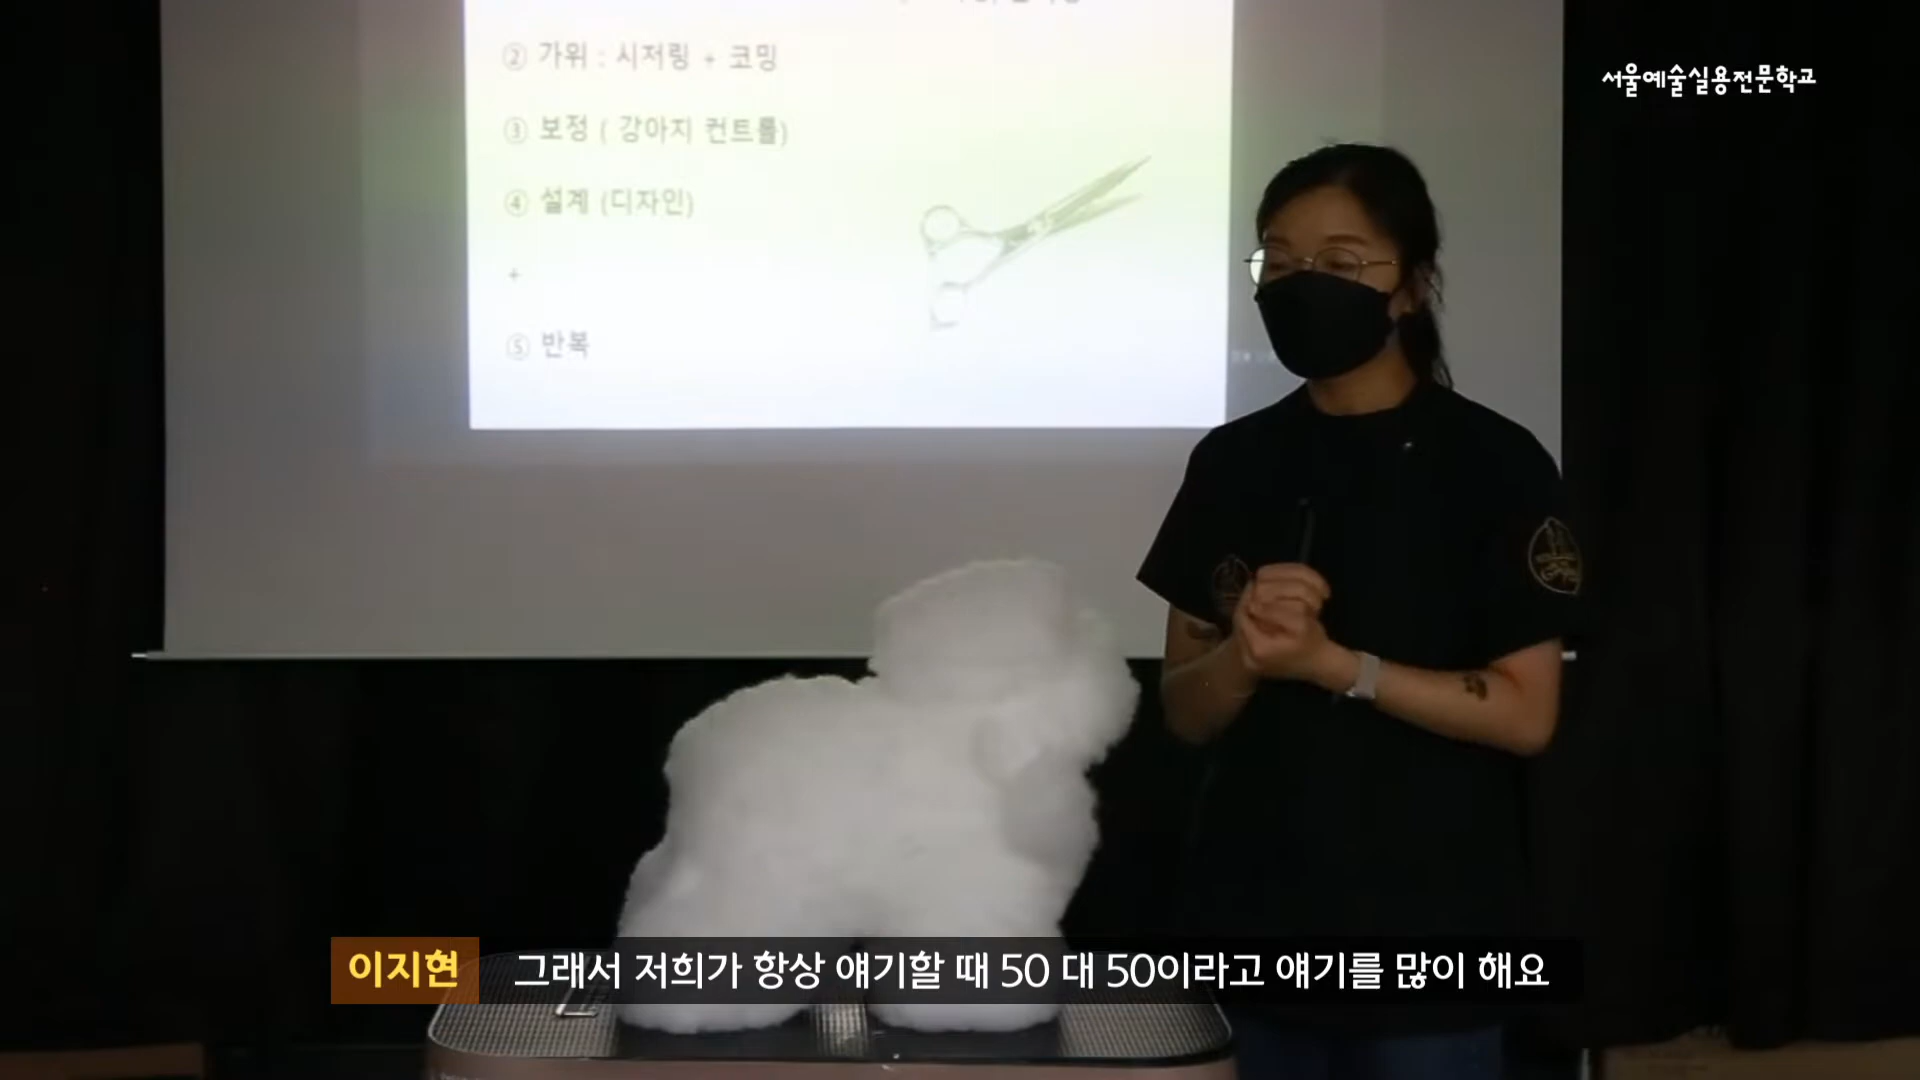 ② 가위 : 시저링 + 코밍
③ 보정 ( 강아지 컨트롤)
④ 설계 (디자인)
+
⑤ 반복
서울예술실용전문학교
이지현 그래서 저희가 항상 얘기할 때 50 대 50이라고 얘기를 많이 해요